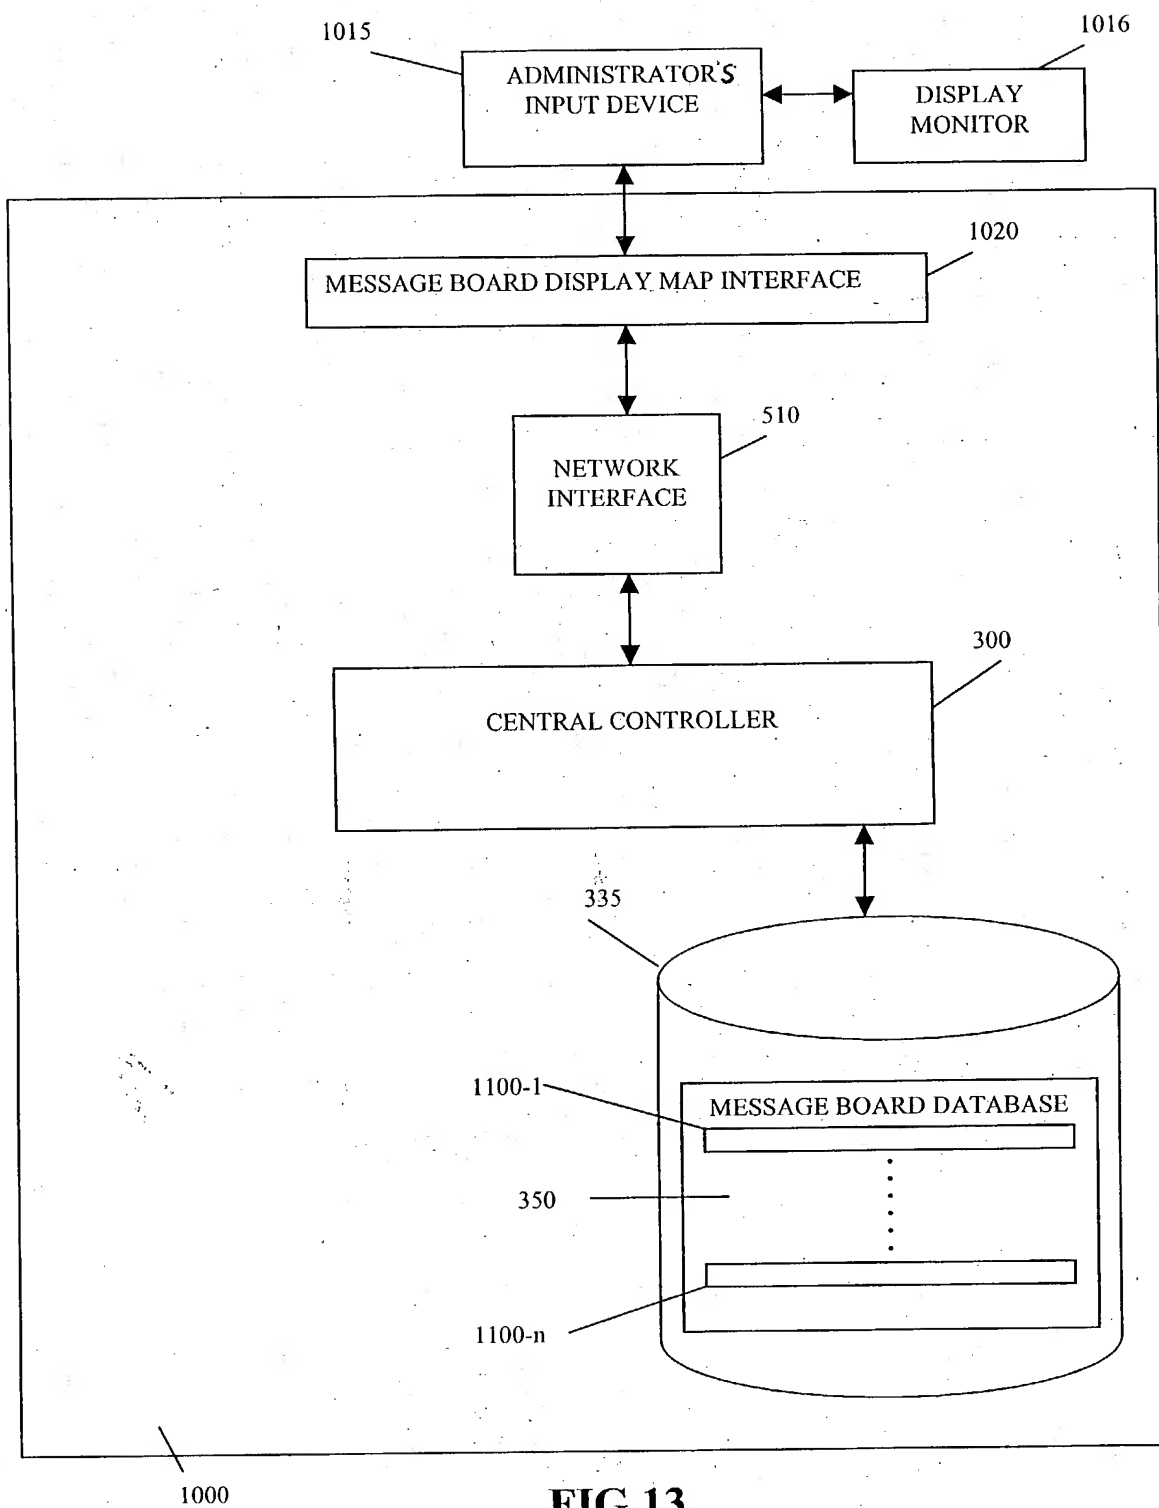 1015
1016
ADMINISTRATOR'S
INPUT DEVICE
DISPLAY
MONITOR
1020
MESSAGE BOARD DISPLAY MAP INTERFACE
510
NETWORK
INTERFACE
300
CENTRAL CONTROLLER
335
1100-1
MESSAGE BOARD DATABASE
350
1100-n
1000
FIG 13